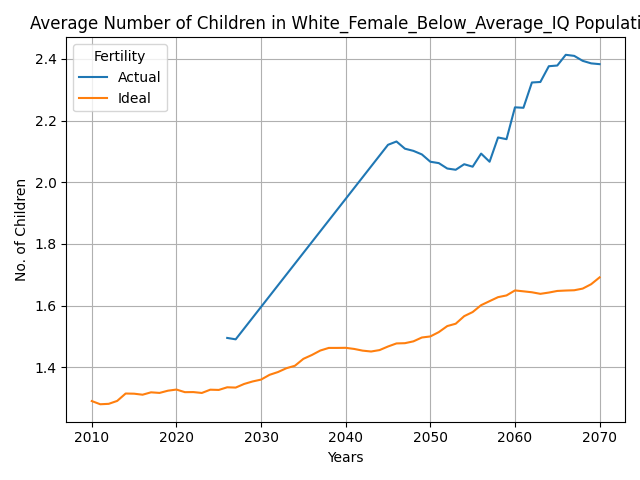 Average Number of Children in White_Female_Below_Average_IQ Populati
Fertility
Actual
Ideal
2.4
2.2
2.0
1.8
1.6
1.4
No. of Children
2010 2020 2030 2040 2050 2060 2070
Years